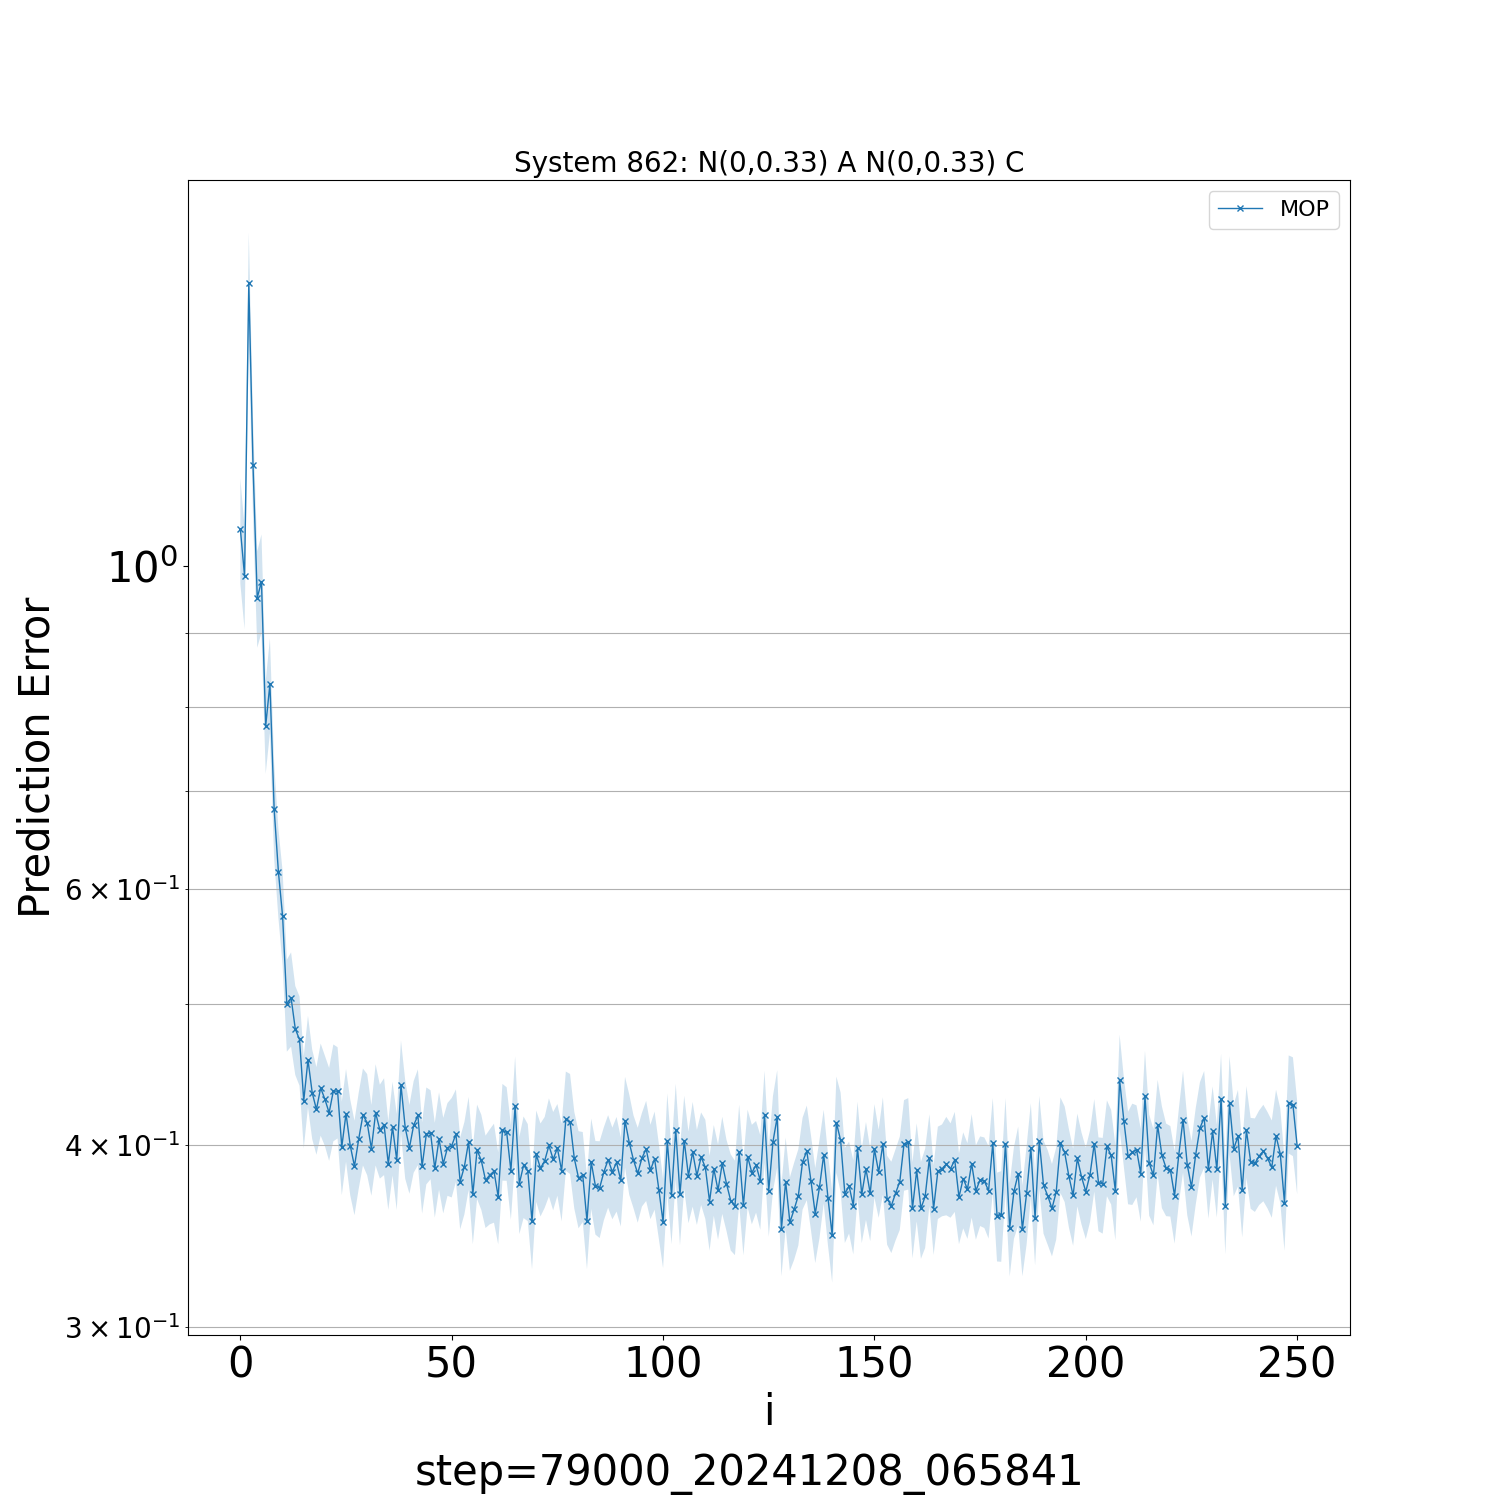 System 862: N(0,0.33) A N(0,0.33) C
MOP
Prediction Error
10⁰
6 × 10⁻¹
4 × 10⁻¹
3 × 10⁻¹
0 50 100 150 200 250
i
step=79000_20241208_065841